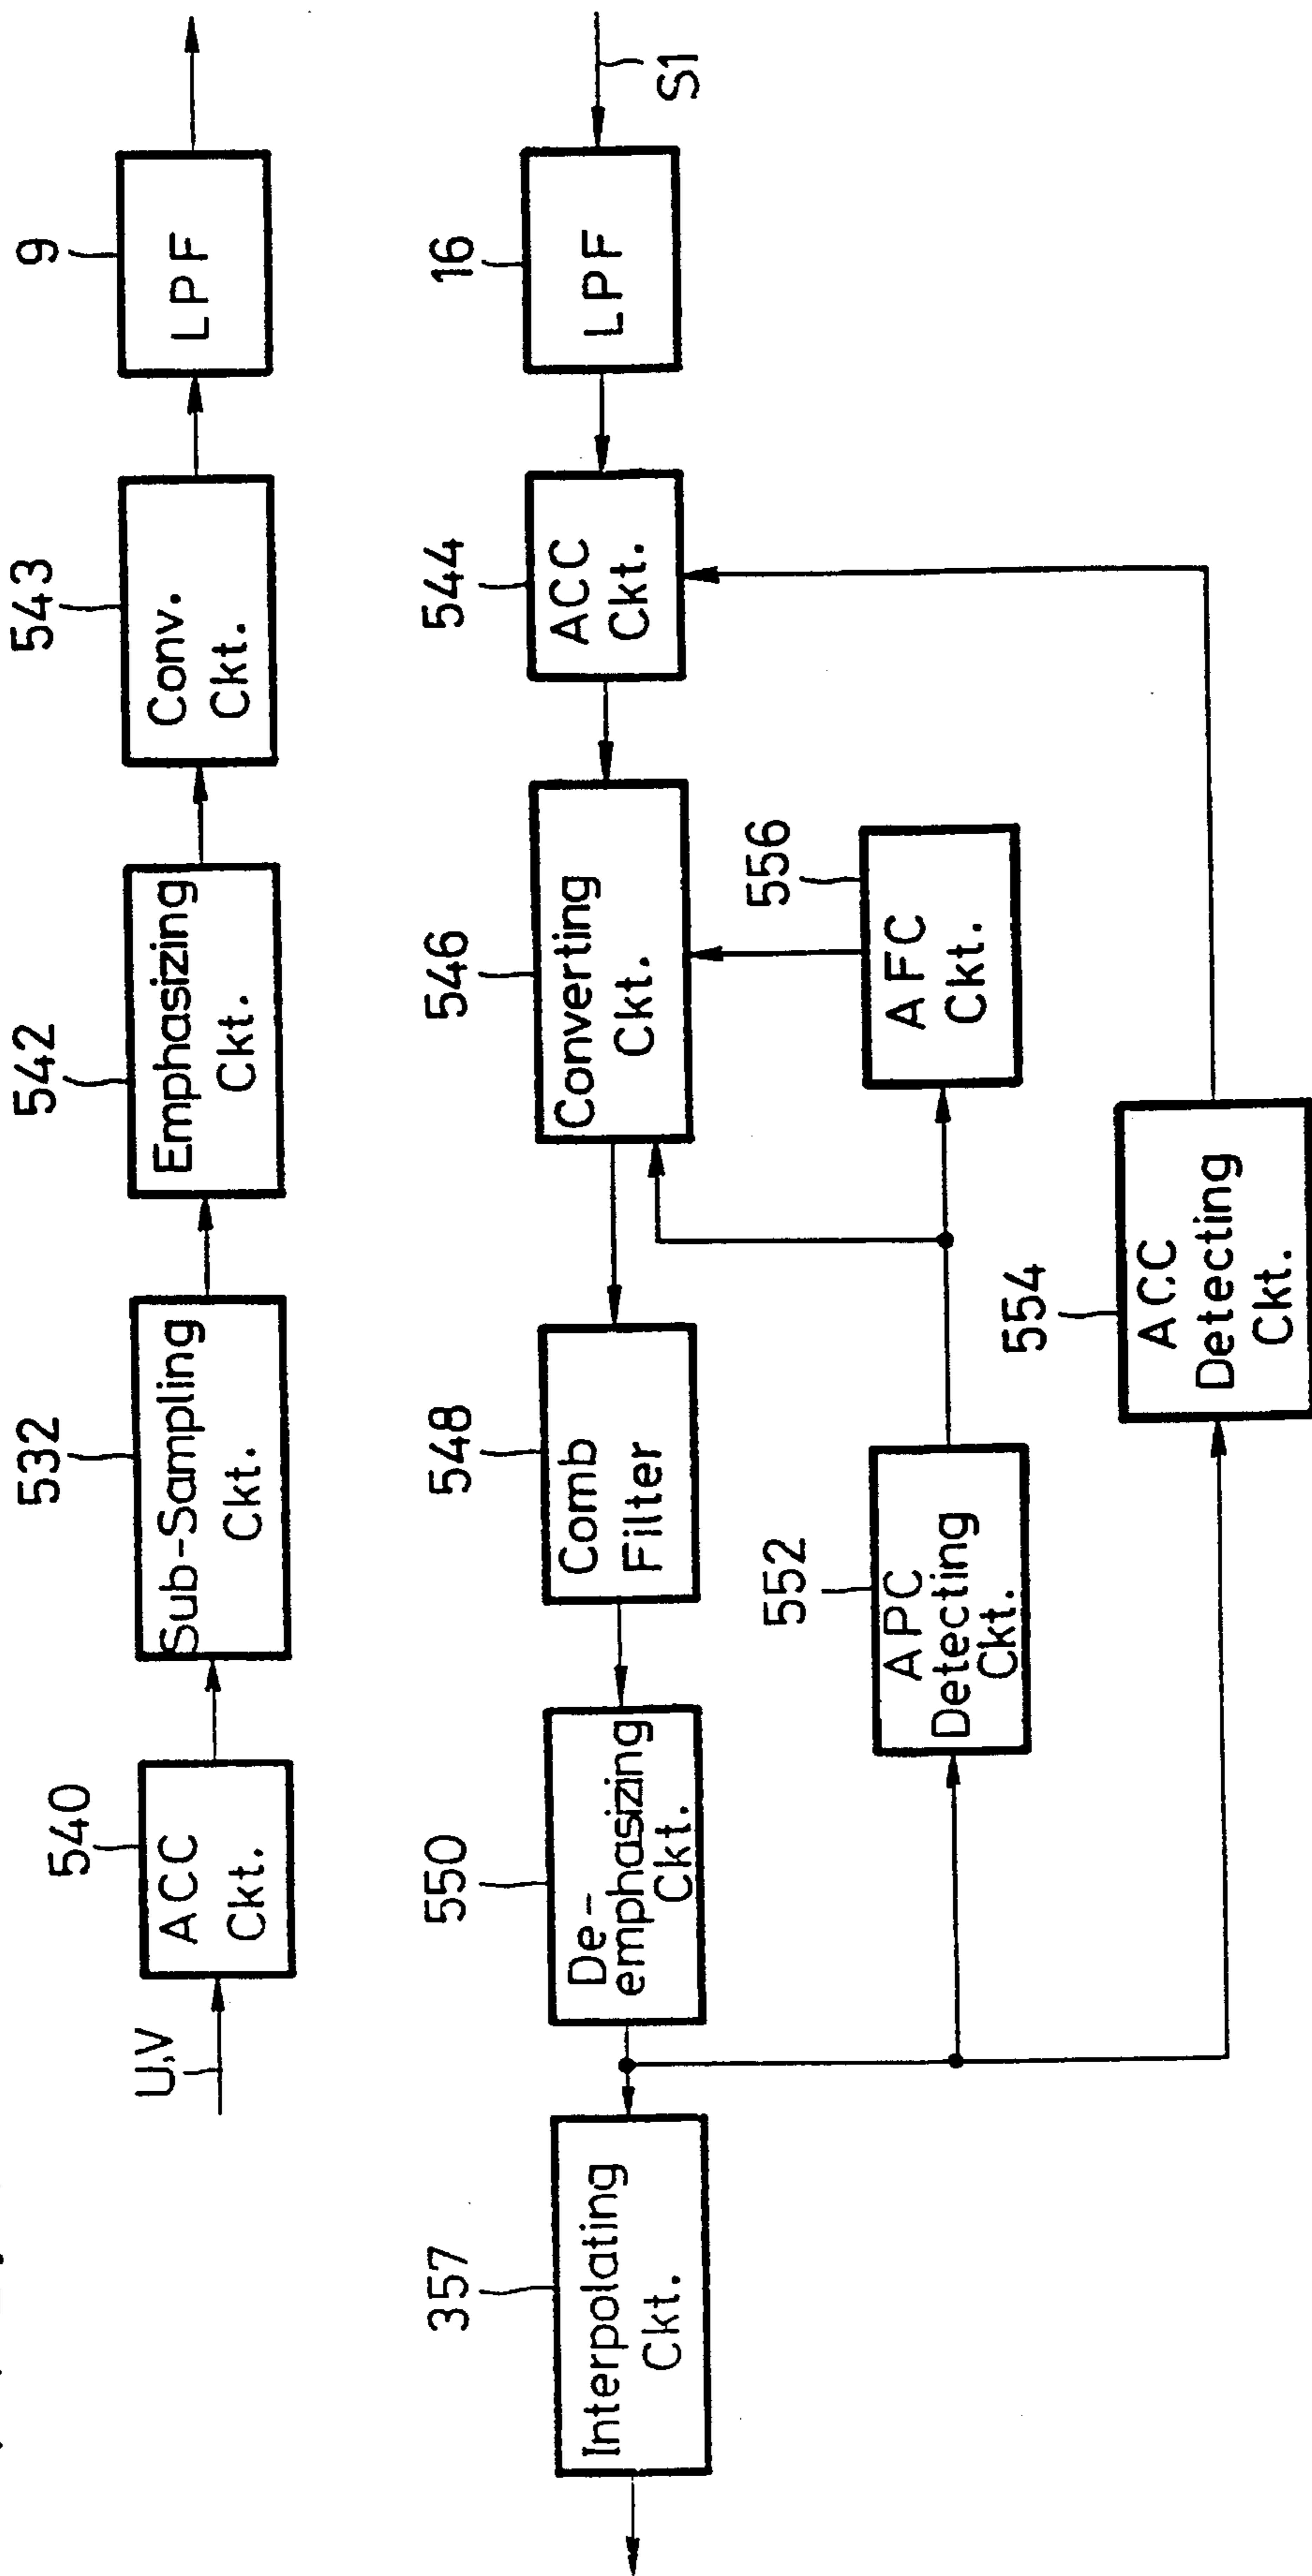 540
532
542
543
9
U,V
ACC
Ckt.
Sub-Sampling
Ckt.
Emphasizing
Ckt.
Conv.
Ckt.
LPF
357
550
548
546
544
16
Interpolating
Ckt.
De-
emphasizing
Ckt.
Comb
Filter
Converting
Ckt.
ACC
Ckt.
LPF
S1
552
556
APC
Detecting
Ckt.
AFC
Ckt.
554
ACC
Detecting
Ckt.